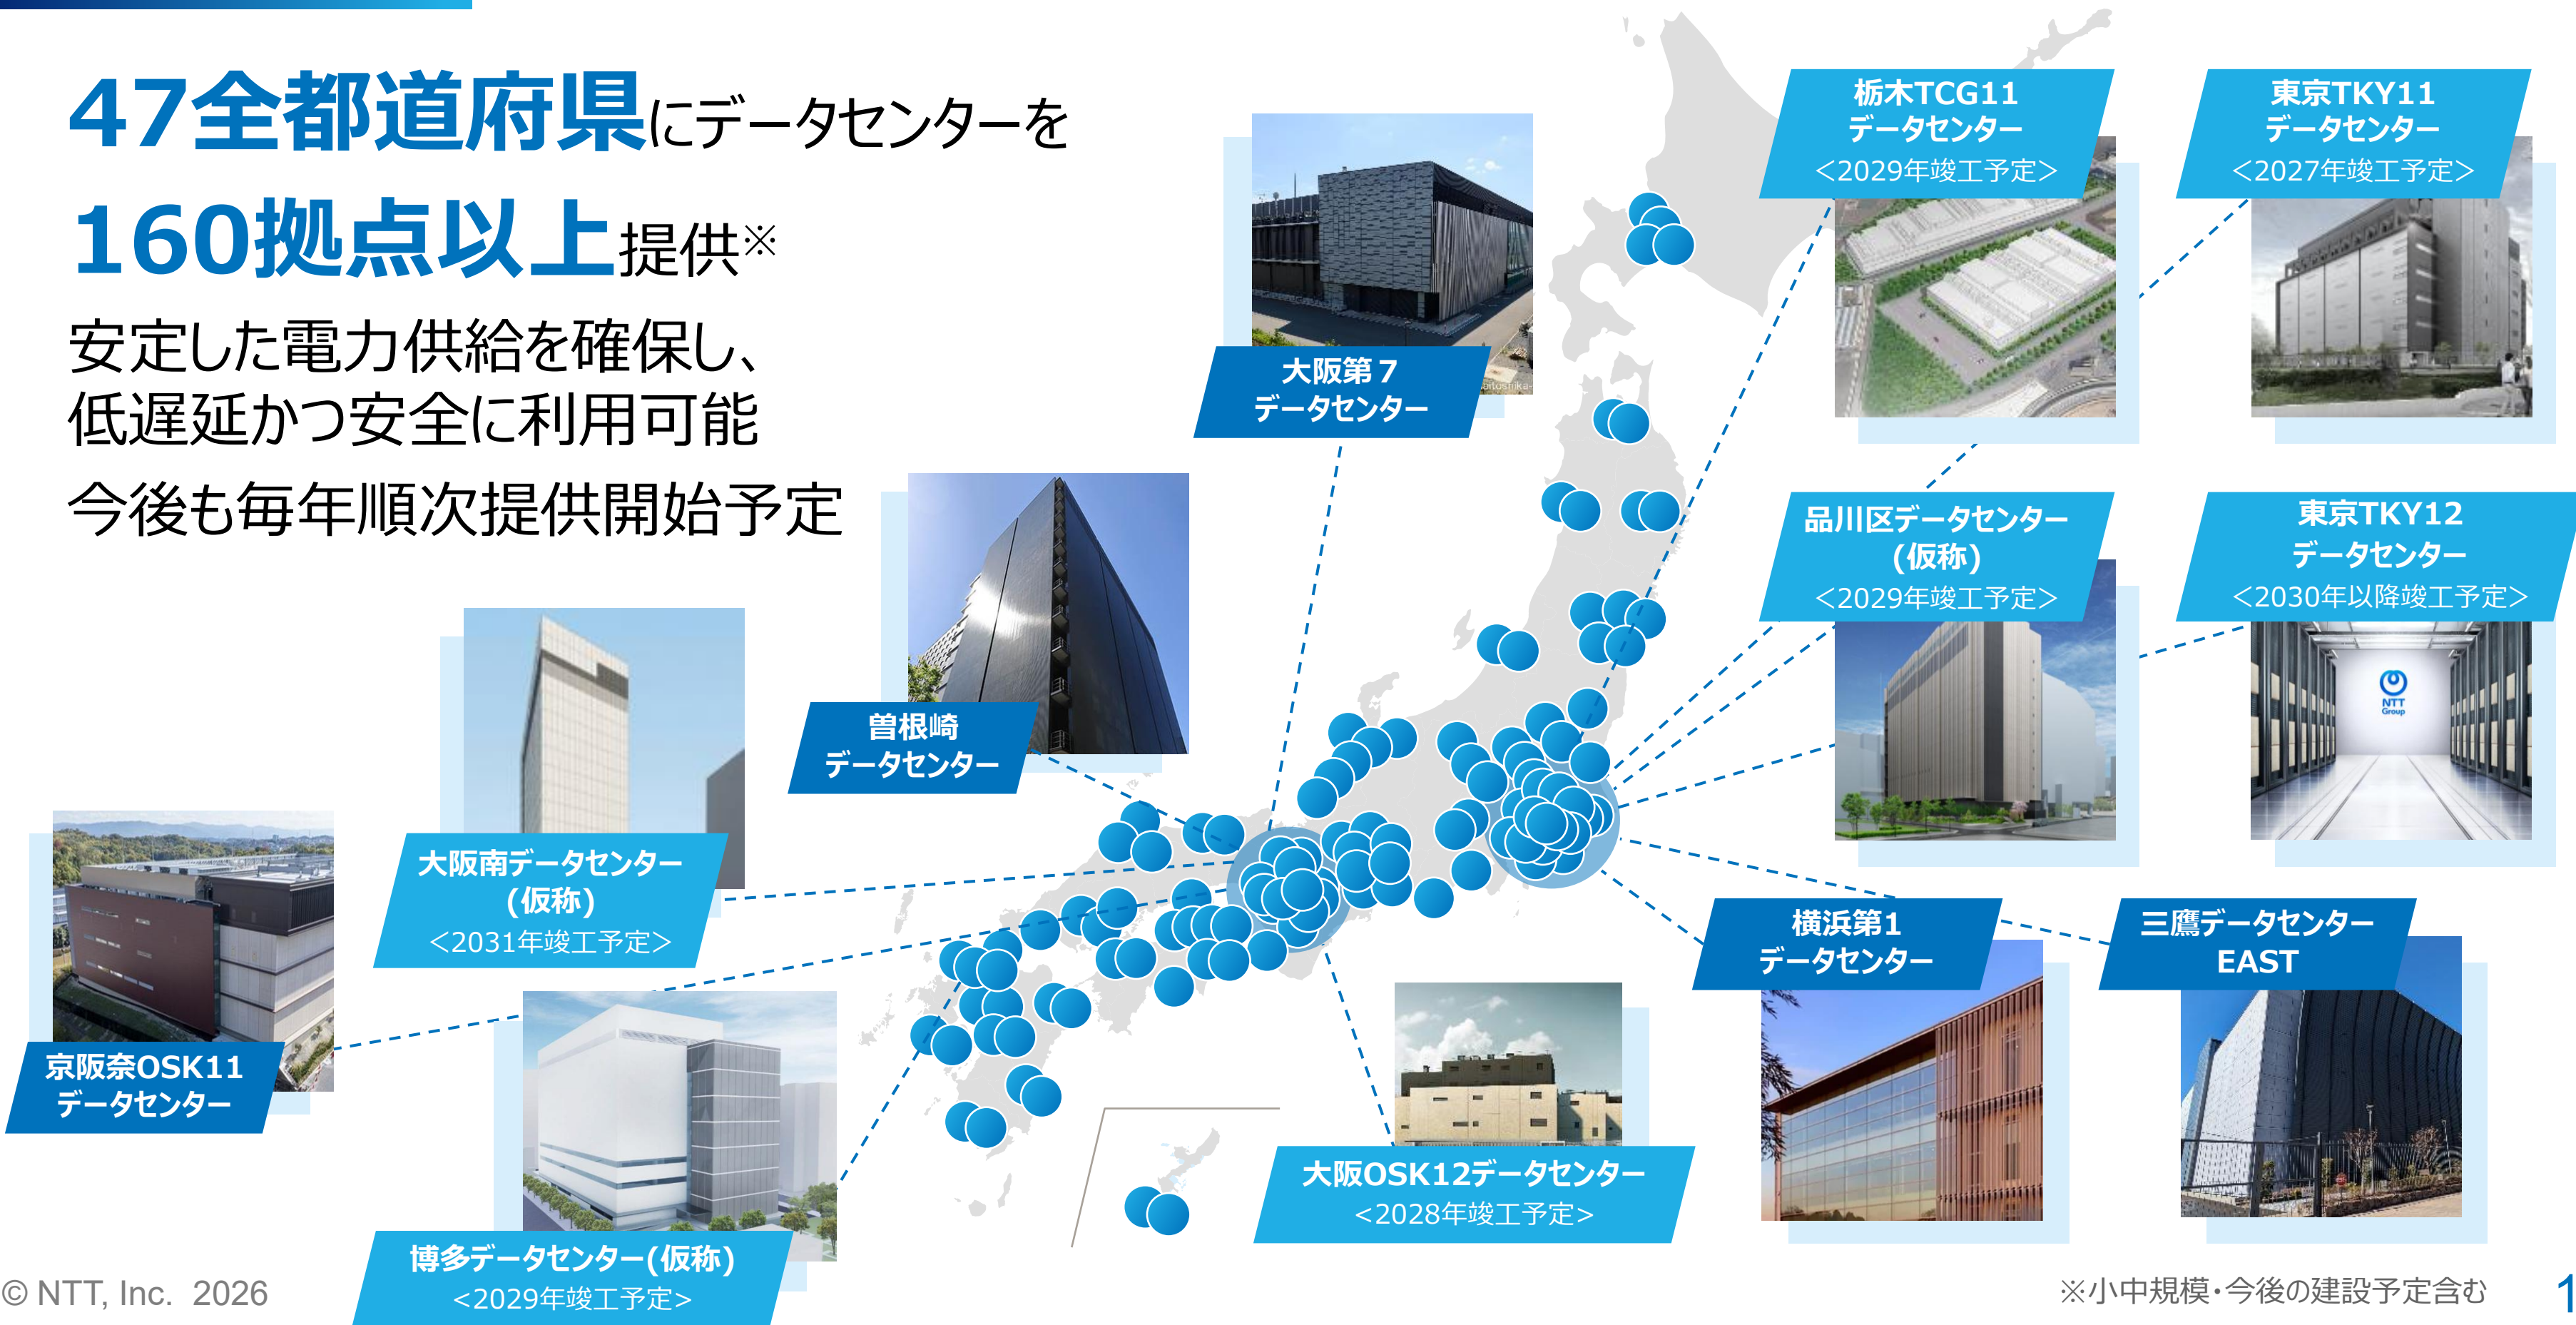 47全都道府県にデータセンターを
160拠点以上提供※
安定した電力供給を確保し、
低遅延かつ安全に利用可能
今後も毎年順次提供開始予定
大阪第７
データセンター
栃木TCG11
データセンター
<2029年竣工予定>
東京TKY11
データセンター
<2027年竣工予定>
曽根崎
データセンター
品川区データセンター
(仮称)
<2029年竣工予定>
東京TKY12
データセンター
<2030年以降竣工予定>
NTT
Group
大阪南データセンター
(仮称)
<2031年竣工予定>
京阪奈OSK11
データセンター
横浜第1
データセンター
三鷹データセンター
EAST
大阪OSK12データセンター
<2028年竣工予定>
博多データセンター(仮称)
<2029年竣工予定>
© NTT, Inc. 2026
※小中規模・今後の建設予定含む
1